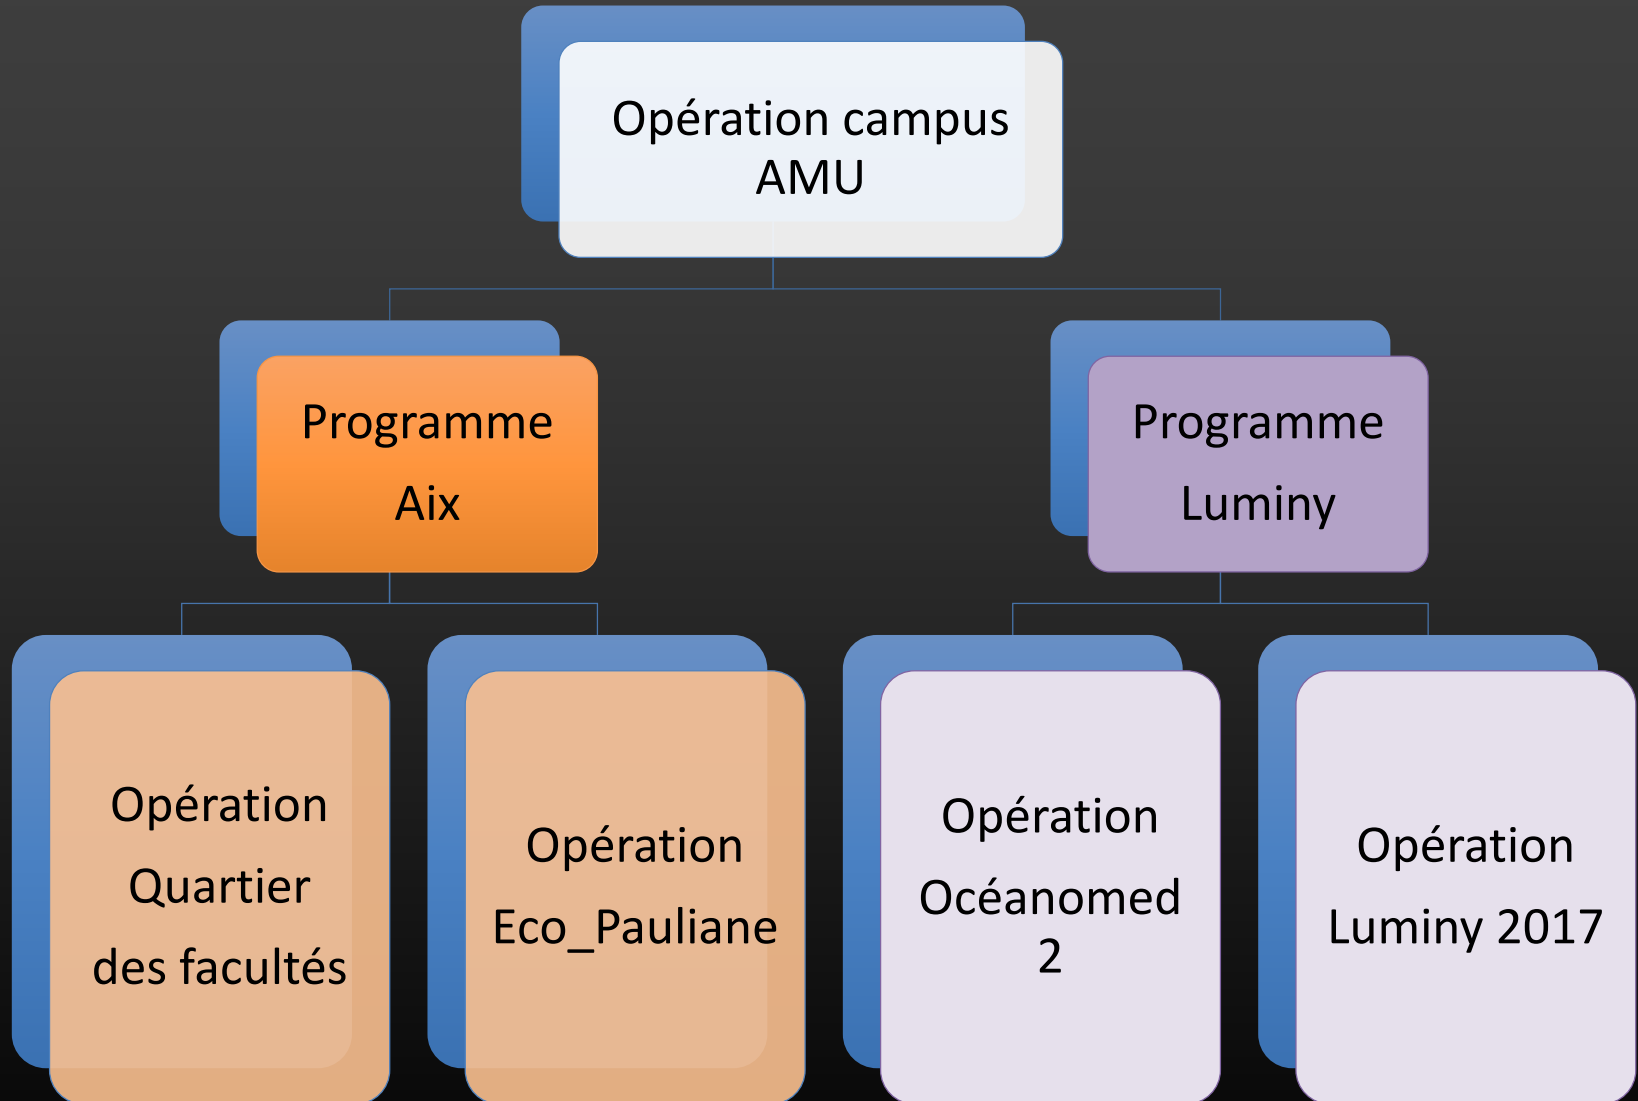 Opération campus
AMU
Programme
Aix
Programme
Luminy
Opération
Quartier
des facultés
Opération
Eco_Pauliane
Opération
Océanomed
2
Opération
Luminy 2017